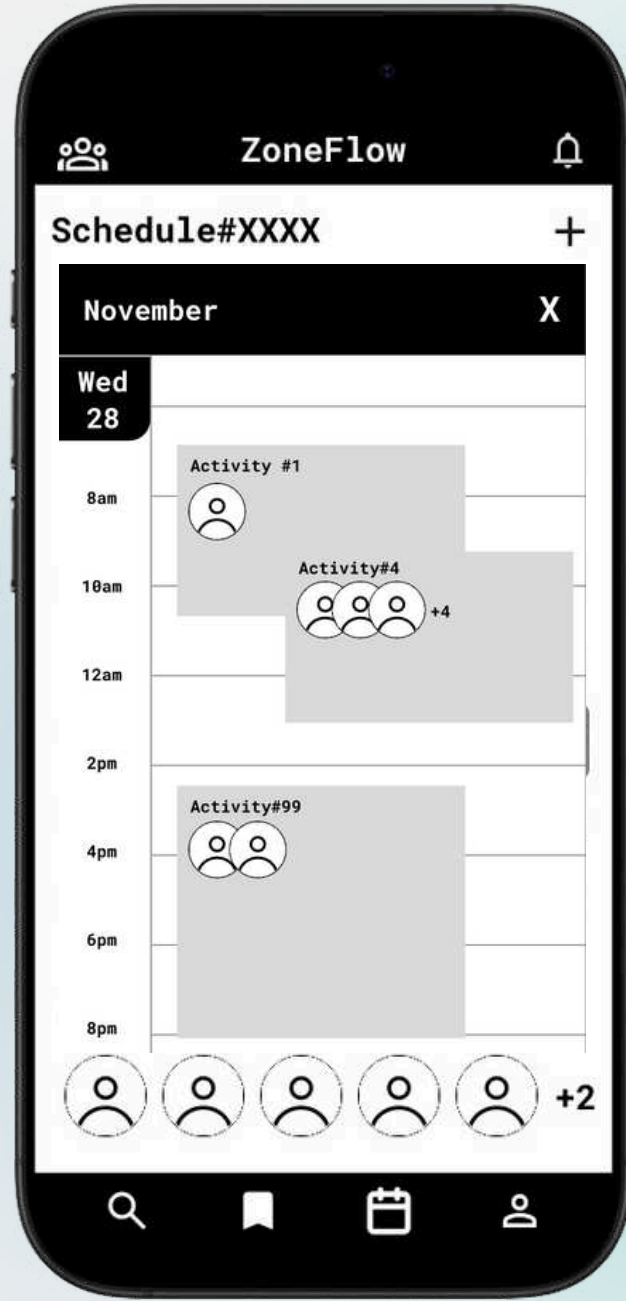 ZoneFlow
Schedule#XXXX
November X
Wed
28
Activity #1
8am
Activity#4
10am
+4
12am
2pm
Activity#99
4pm
6pm
8pm
+2